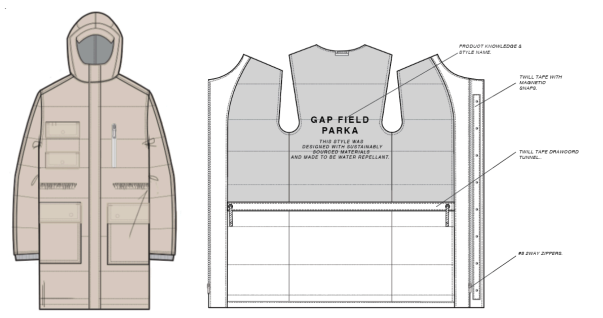 PRODUCT KNOWLEDGE &
STYLE NAME.
TWILL TAPE WITH
MAGNETIC
SNAPS.
GAP FIELD
PARKA
THIS STYLE WAS
DESIGNED WITH SUSTAINABLY
SOURCED MATERIALS
AND MADE TO BE WATER REPELLANT.
TWILL TAPE DRAWCORD
TUNNEL.
#5 2WAY ZIPPERS.